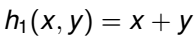 h₁(x, y) = x + y